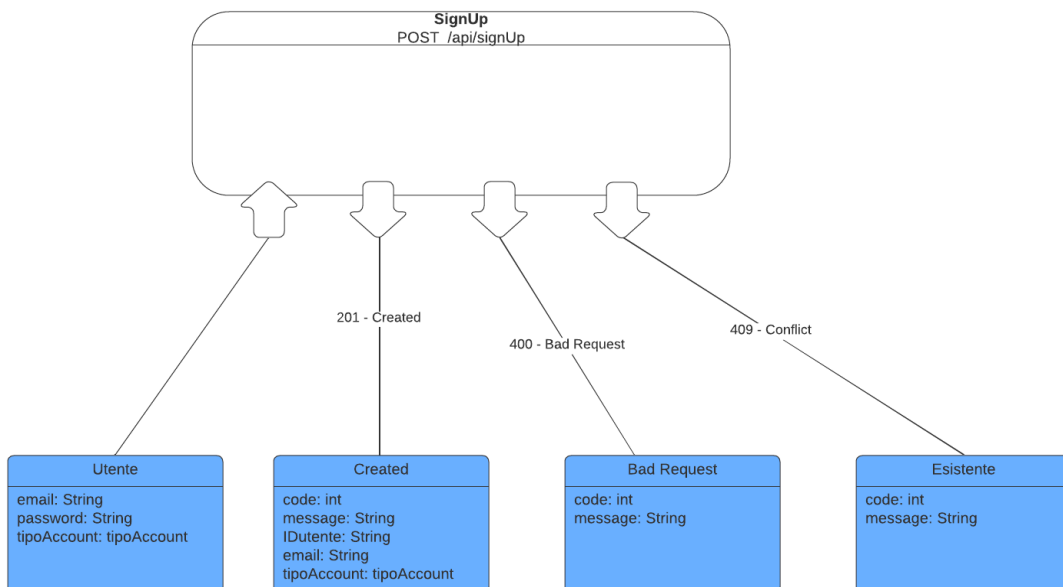 SignUp
POST /api/signUp
201 - Created
400 - Bad Request
409 - Conflict
Utente
email: String
password: String
tipoAccount: tipoAccount
Created
code: int
message: String
IDutente: String
email: String
tipoAccount: tipoAccount
Bad Request
code: int
message: String
Esistente
code: int
message: String